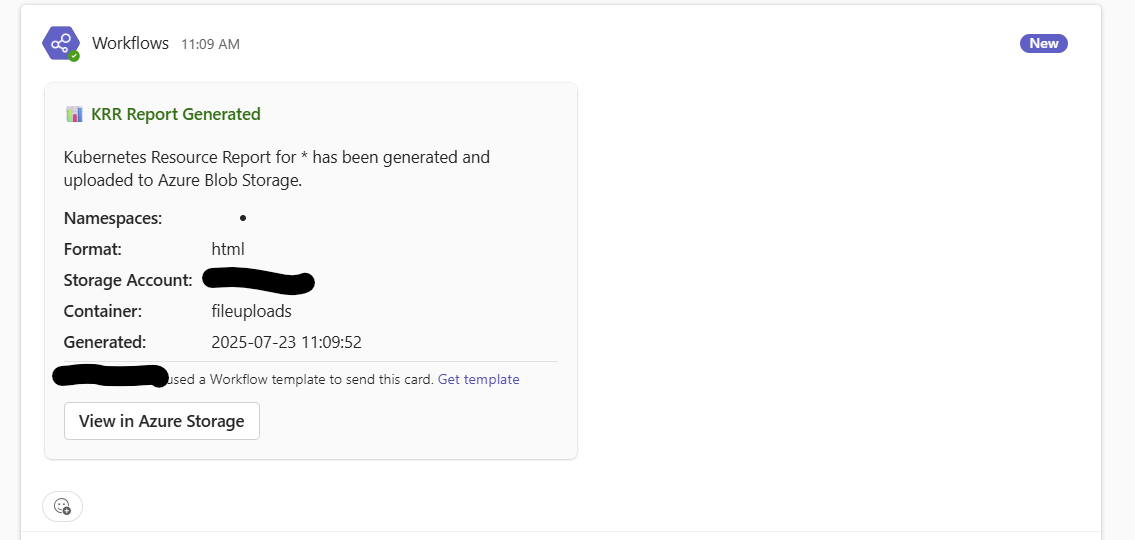 Workflows 11:09 AM
New
KRR Report Generated
Kubernetes Resource Report for * has been generated and
uploaded to Azure Blob Storage.
Namespaces: •
Format: html
Storage Account:
Container: fileuploads
Generated: 2025-07-23 11:09:52
used a Workflow template to send this card. Get template
View in Azure Storage